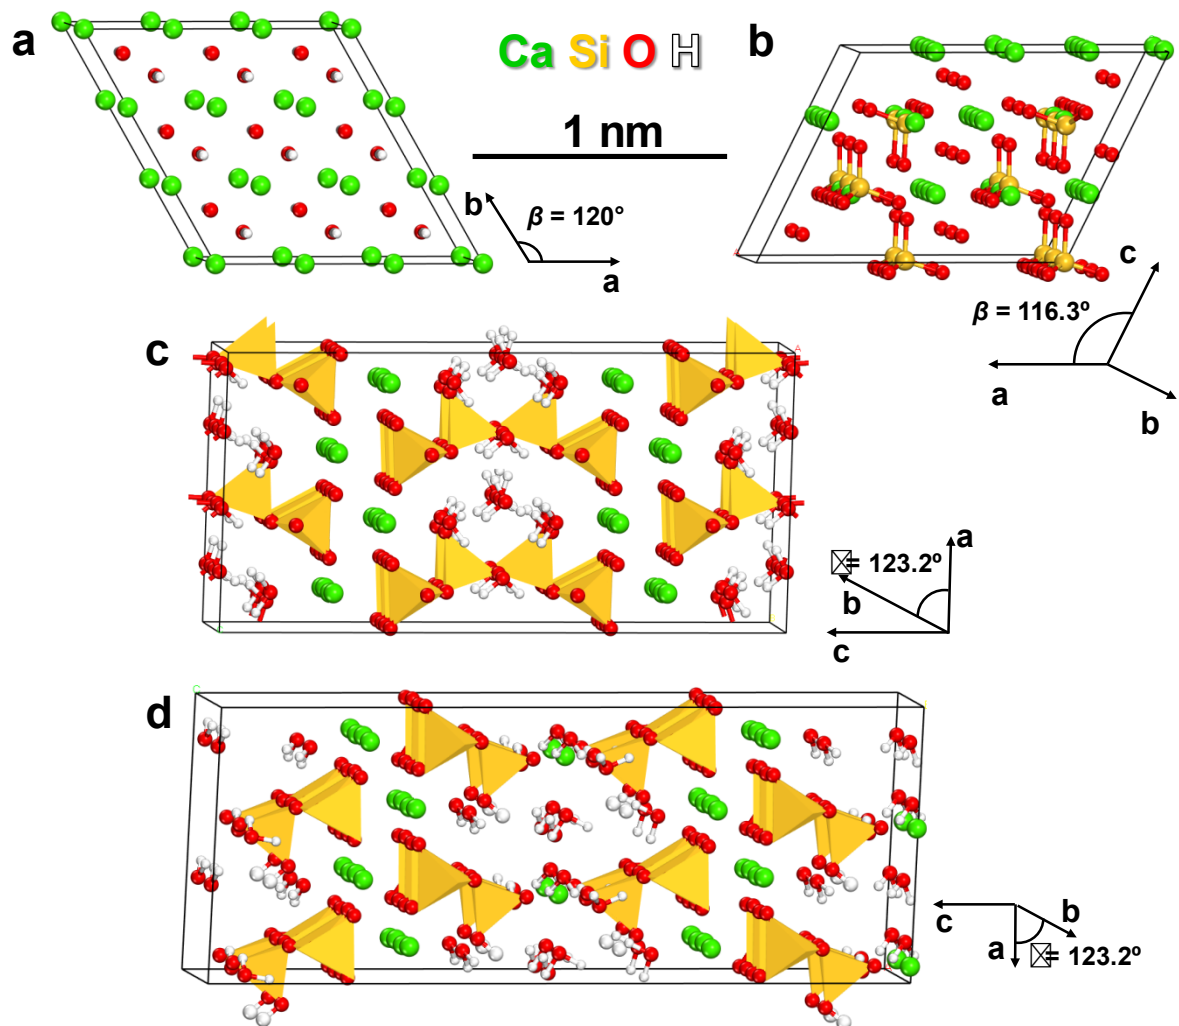 a
Ca Si O H
b
1 nm
b
β = 120°
a
c
β = 116.3º
a
b
c
a
= 123.2º
b
c
d
c
b
a
= 123.2º